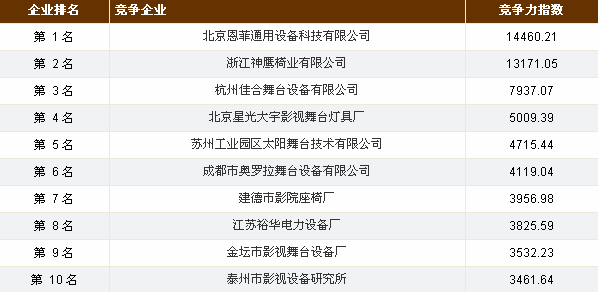 企业排名 竞争企业 竞争力指数
第 1 名 北京恩菲通用设备科技有限公司 14460.21
第 2 名 浙江神鹰椅业有限公司 13171.05
第 3 名 杭州佳合舞台设备有限公司 7937.07
第 4 名 北京星光大宇影视舞台灯具厂 5009.39
第 5 名 苏州工业园区太阳舞台技术有限公司 4715.44
第 6 名 成都市奥罗拉舞台设备有限公司 4119.04
第 7 名 建德市影院座椅厂 3956.98
第 8 名 江苏裕华电力设备厂 3825.59
第 9 名 金坛市影视舞台设备厂 3532.23
第 10 名 泰州市影视设备研究所 3461.64